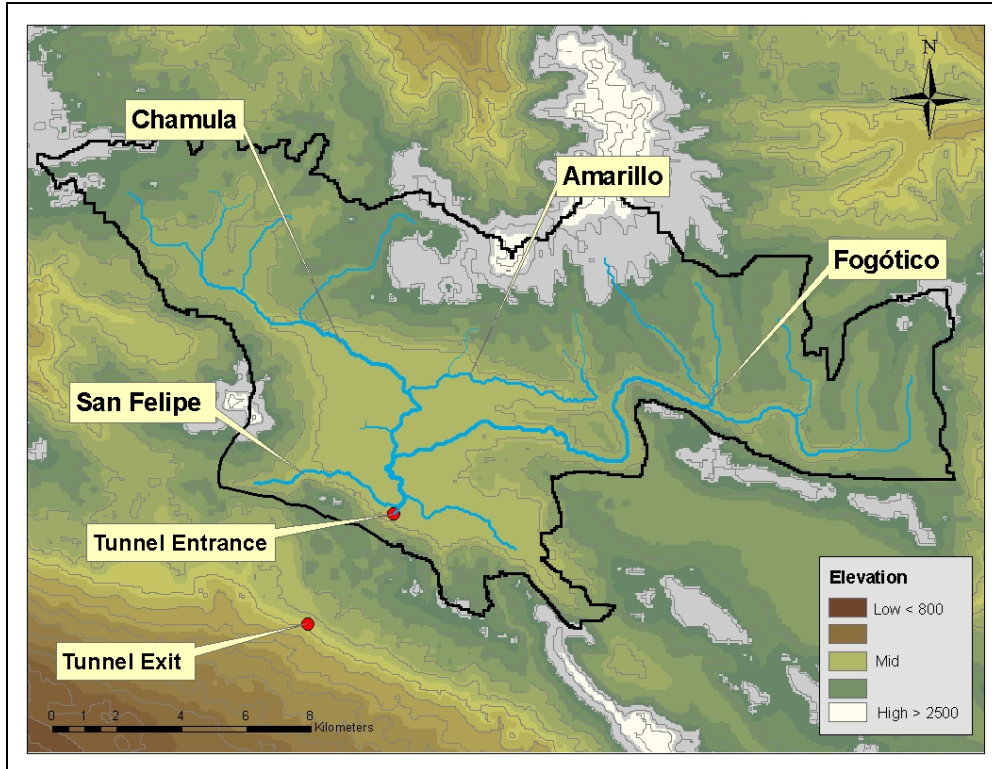 N
Chamula
Amarillo
Fogótico
San Felipe
Tunnel Entrance
Tunnel Exit
0 1 2 4 6 8
Kilometers
Elevation
Low < 800
Mid
High > 2500